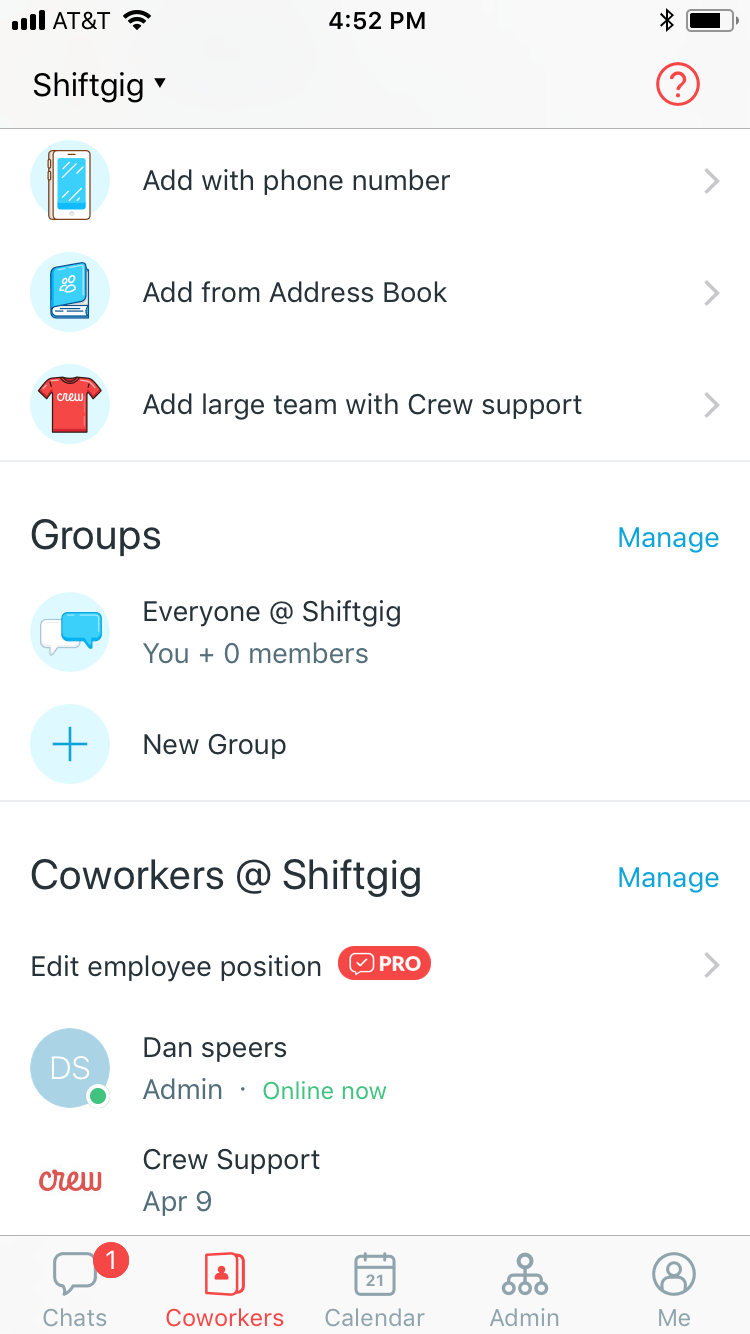 AT&T
4:52 PM
Shiftgig
?
Add with phone number
Add from Address Book
crew
Add large team with Crew support
Groups
Manage
Everyone @ Shiftgig
You + 0 members
New Group
Coworkers @ Shiftgig
Manage
Edit employee position
PRO
DS
Dan speers
Admin · Online now
crew
Crew Support
Apr 9
1
21
Chats
Coworkers
Calendar
Admin
Me